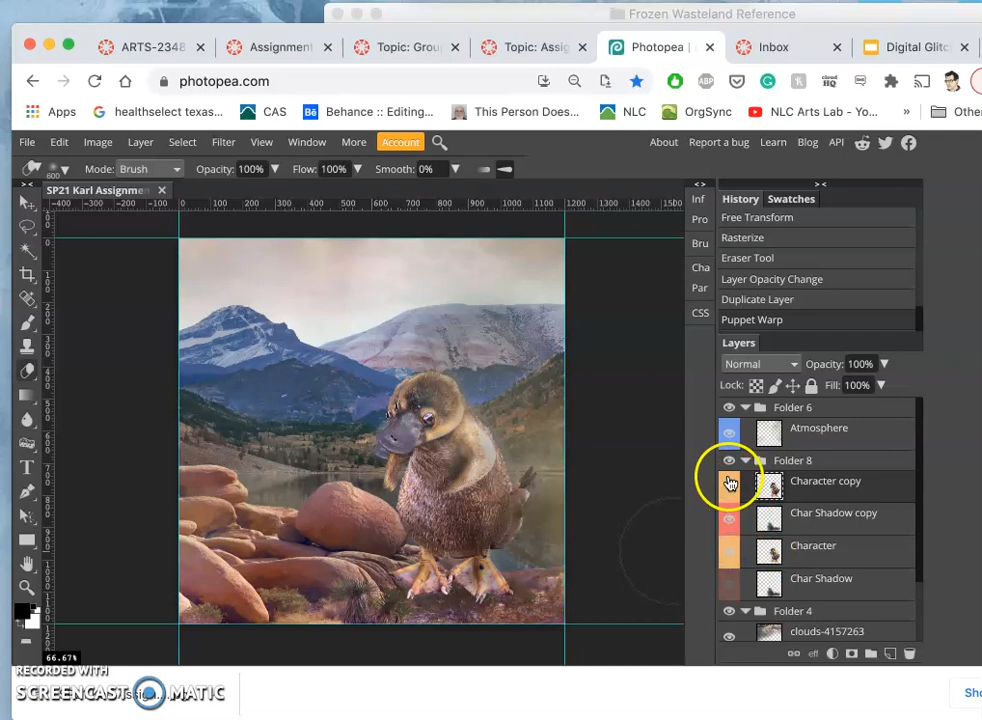 Frozen Wasteland Reference
ARTS-2348
Assignment
Topic: Grou
Topic: Assig
Photopea |
Inbox
Digital Glitc
photopea.com
Apps
healthselect texas...
CAS
Behance :: Editing...
This Person Does...
NLC
OrgSync
NLC Arts Lab - Yo
»
Othe
File Edit Image Layer Select Filter View Window More Account
About Report a bug Learn Blog API
600
Mode: Brush
Opacity: 100%
Flow: 100%
Smooth: 0%
SP21 Karl Assignmen
-400 -300 -200 -100 0 100 200 300 400 500 600 700 800 900 1000 1100 1200 1300 1400 1500
Inf
Pro
Bru
Cha
Par
CSS
History Swatches
Free Transform
Rasterize
Eraser Tool
Layer Opacity Change
Duplicate Layer
Puppet Warp
Layers
Normal
Opacity: 100%
Lock:
Fill: 100%
Folder 6
Atmosphere
Folder 8
Character copy
Char Shadow copy
Character
Char Shadow
Folder 4
clouds-4157263
eff
66.67%
RECORDED WITH
SCREENCAST MATIC
Sho